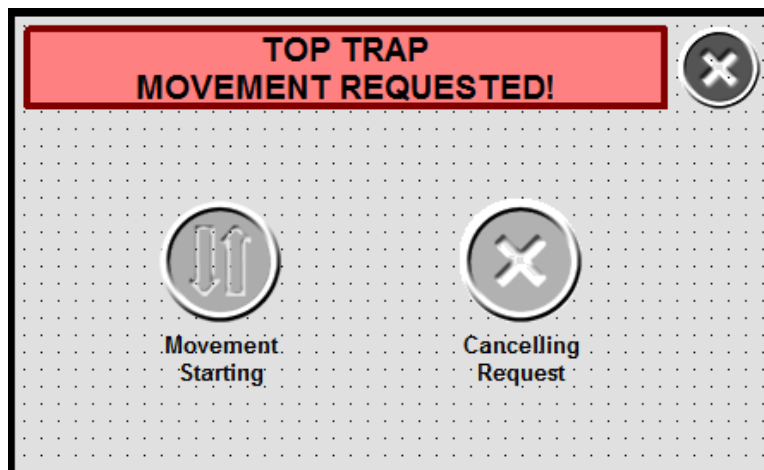 TOP TRAP
MOVEMENT REQUESTED!
Movement
Starting
Cancelling
Request